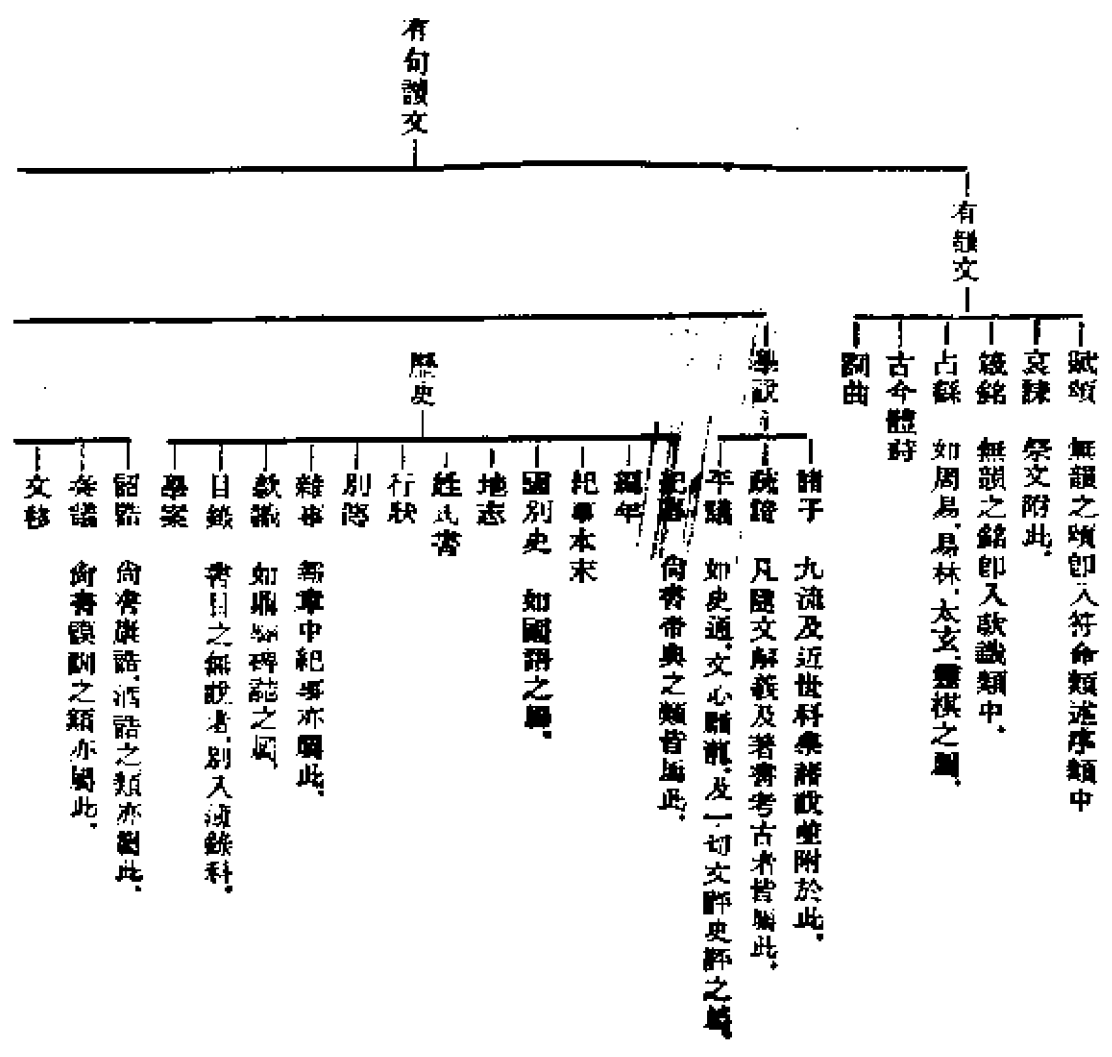 有句讀文
有韻文
賦頌　無韻之頌卽入符命類述序類中
哀誄　祭文附此、
箴銘　無韻之銘卽入款識類中、
占繇　如周易、易林、太玄、靈棋之屬、
古今體詩
詞曲
學說
諸子　九流及近世科學諸說並附於此、
疏證　凡隨文解義及著書考古者皆屬此、
平議　如史通、文心雕龍、及一切文評史評之屬、
歷史
紀傳　尙書帝典之類皆屬此、
編年
紀事本末
國別史　如國語之屬、
地志
姓氏書
行狀
別傳
雜事　報章中紀事亦屬此、
款識　如鼎彝碑誌之屬、
目錄　書目之無說者、別入簿錄科、
學案
詔誥　尙書康誥、酒誥之類亦屬此、
奏議　尙書謨訓之類亦屬此、
文移